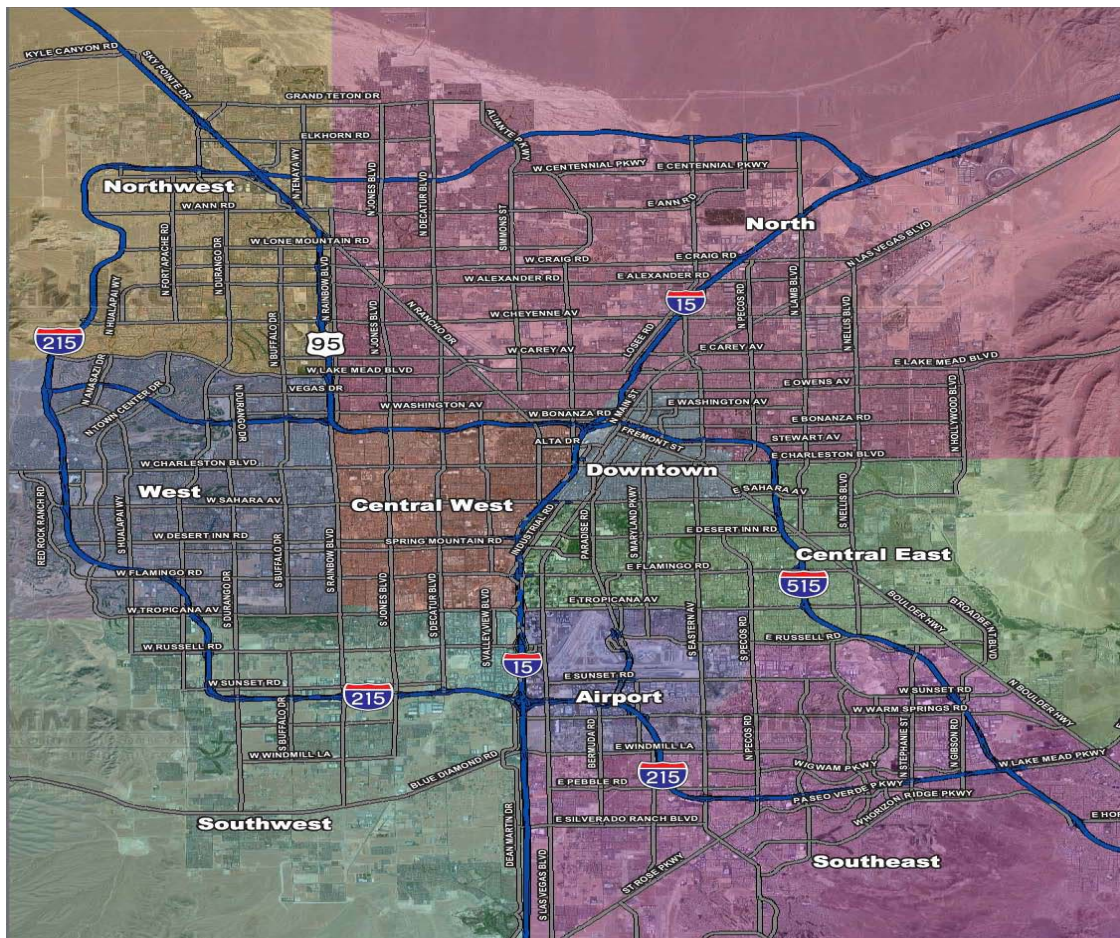 KYLE CANYON RD
SKY POINTE DR
GRAND TETON DR
ALIANTE PKWY
ELKHORN RD
N TENAYA WY
N JONES BLVD
N DECATUR BLVD
W CENTENNIAL PKWY
E CENTENNIAL PKWY
Northwest
W ANN RD
E ANN RD
SIMMONS ST
North
N FORT APACHE RD
N DURANGO DR
W LONE MOUNTAIN RD
W CRAIG RD
E CRAIG RD
N LAS VEGAS BLVD
W ALEXANDER RD
E ALEXANDER RD
N HUALAPAI WY
N RAINBOW BLVD
N RANCHO DR
15
N PECOS RD
N LAMB BLVD
N NELLIS BLVD
MMERCE
W CHEYENNE AV
LOSEE RD
215
N BUFFALO DR
95
N JONES BLVD
W CAREY AV
E CAREY AV
E LAKE MEAD BLVD
N ANASAZI DR
W LAKE MEAD BLVD
VEGAS DR
E OWENS AV
N TOWN CENTER DR
N DURANGO DR
W WASHINGTON AV
W BONANZA RD
N MAIN ST
E WASHINGTON AV
E BONANZA RD
N HOLLYWOOD BLVD
ALTA DR
FREMONT ST
STEWART AV
W CHARLESTON BLVD
E CHARLESTON BLVD
Downtown
West
W SAHARA AV
E SAHARA AV
Central West
RED ROCK RANCH RD
S HUALAPAI WY
INDUSTRIAL RD
PARADISE RD
S MARYLAND PKWY
S NELLIS BLVD
W DESERT INN RD
SPRING MOUNTAIN RD
E DESERT INN RD
Central East
S BUFFALO DR
S RAINBOW BLVD
W FLAMINGO RD
E FLAMINGO RD
515
S DURANGO DR
S JONES BLVD
S DECATUR BLVD
S VALLEY VIEW BLVD
W TROPICANA AV
E TROPICANA AV
BOULDER HWY
BROADBENT BLVD
S EASTERN AV
S PECOS RD
E RUSSELL RD
W RUSSELL RD
15
W SUNSET RD
215
E SUNSET RD
W SUNSET RD
N BOULDER HWY
Airport
W WARM SPRINGS RD
MMERCE
S BUFFALO DR
BERMUDA RD
N PECOS RD
N STEPHANIE ST
N GIBSON RD
W WINDMILL LA
E WINDMILL LA
BLUE DIAMOND RD
215
WIGWAM PKWY
W LAKE MEAD PKWY
E PEBBLE RD
PASEO VERDE PKWY
W HORIZON RIDGE PKWY
Southwest
DEAN MARTIN DR
S LAS VEGAS BLVD
E SILVERADO RANCH BLVD
E HOR
Southeast
ST ROSE PKWY